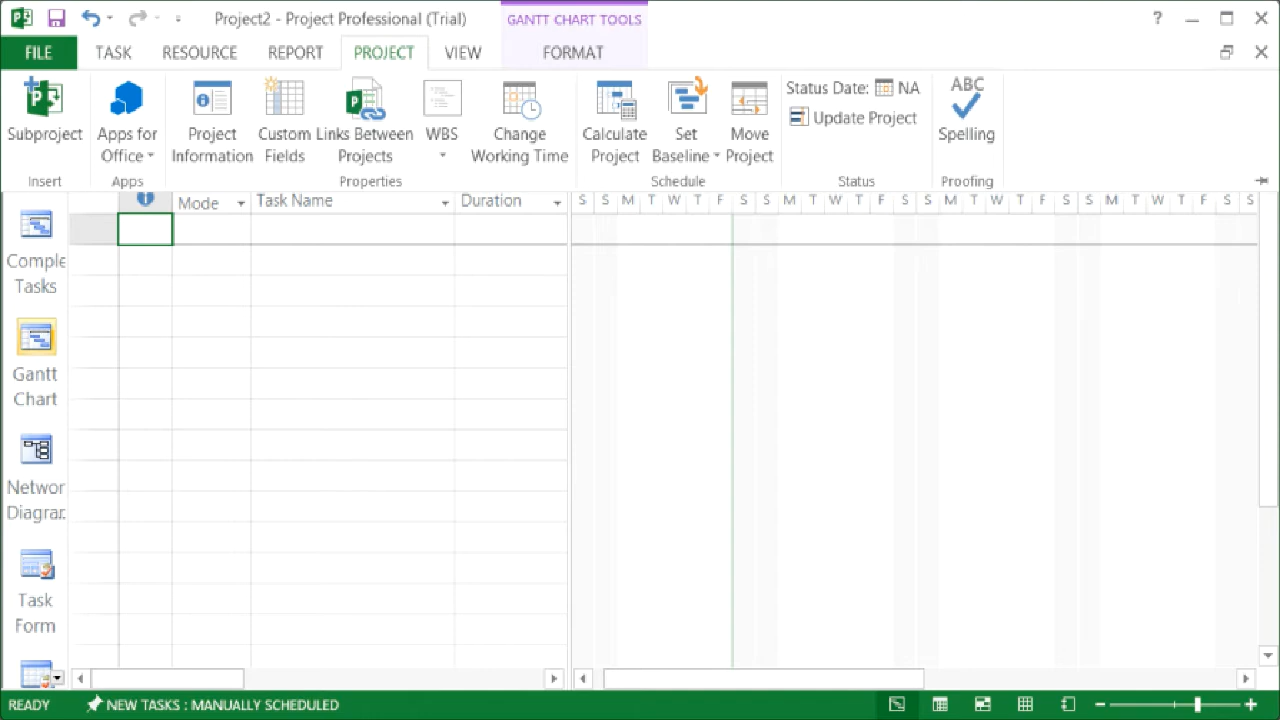 Project2 - Project Professional (Trial)
GANTT CHART TOOLS
?
FILE TASK RESOURCE REPORT PROJECT VIEW FORMAT
Subproject
Apps for Office
Project Information
Custom Fields
Links Between Projects
WBS
Change Working Time
Calculate Project
Set Baseline
Move Project
Status Date: NA
Update Project
ABC
Spelling
Insert Apps Properties Schedule Status Proofing
Mode Task Name Duration
S S M T W T F S S M T W T F S S M T W T F S S M T W T F S S
Comple
Tasks
Gantt
Chart
Networ
Diagrar
Task
Form
READY NEW TASKS : MANUALLY SCHEDULED